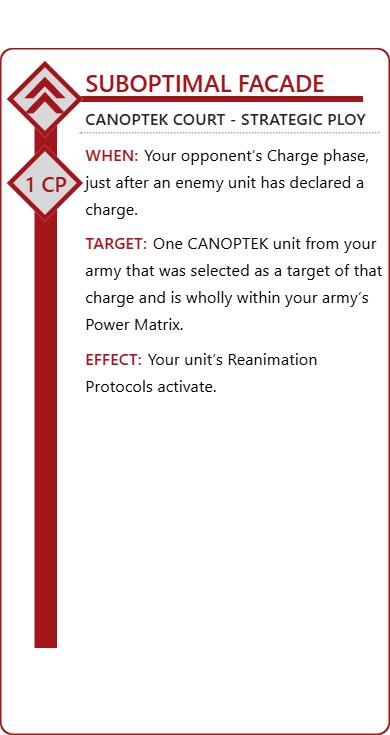 SUBOPTIMAL FACADE
CANOPTEK COURT - STRATEGIC PLOY
1 CP
WHEN: Your opponent’s Charge phase,
just after an enemy unit has declared a
charge.
TARGET: One CANOPTEK unit from your
army that was selected as a target of that
charge and is wholly within your army’s
Power Matrix.
EFFECT: Your unit’s Reanimation
Protocols activate.